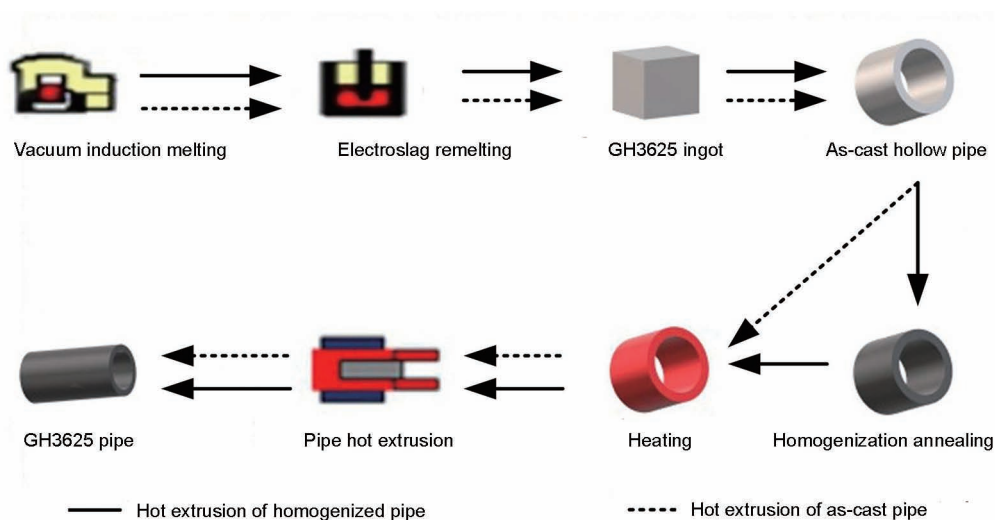 Vacuum induction melting
Electroslag remelting
GH3625 ingot
As-cast hollow pipe
GH3625 pipe
Pipe hot extrusion
Heating
Homogenization annealing
Hot extrusion of homogenized pipe
Hot extrusion of as-cast pipe